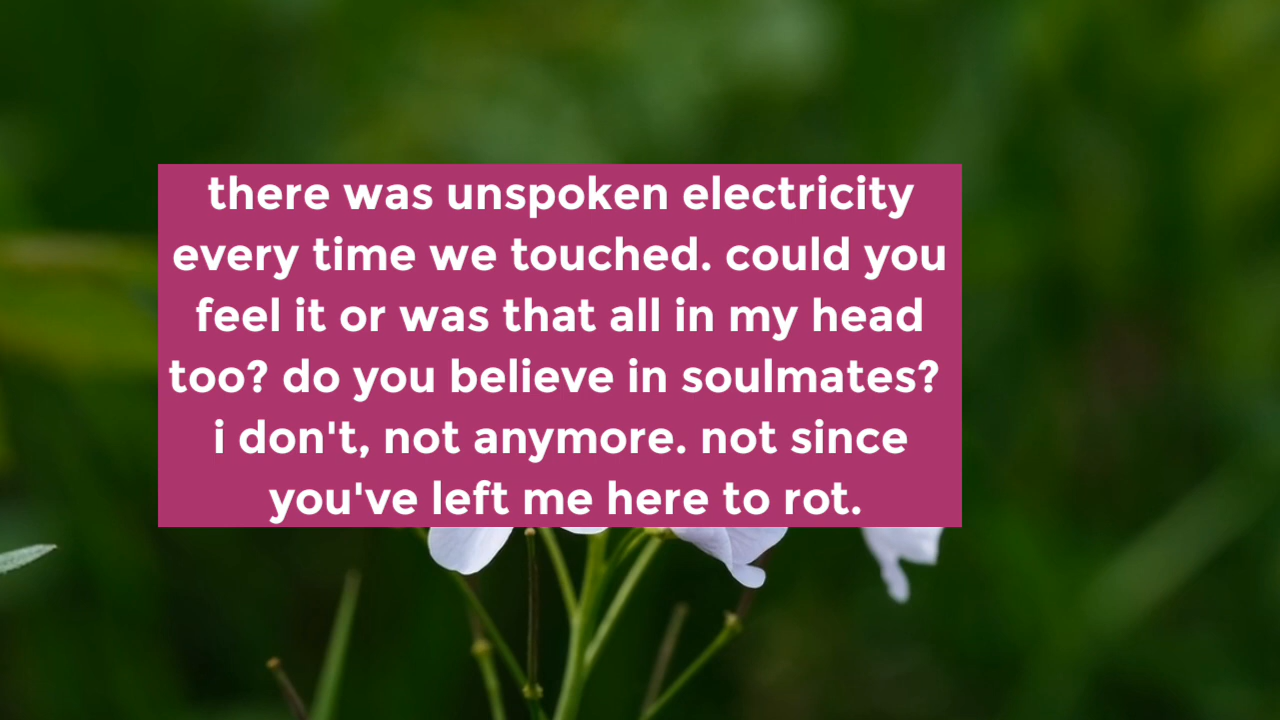 there was unspoken electricity
every time we touched. could you
feel it or was that all in my head
too? do you believe in soulmates?
i don't, not anymore. not since
you've left me here to rot.